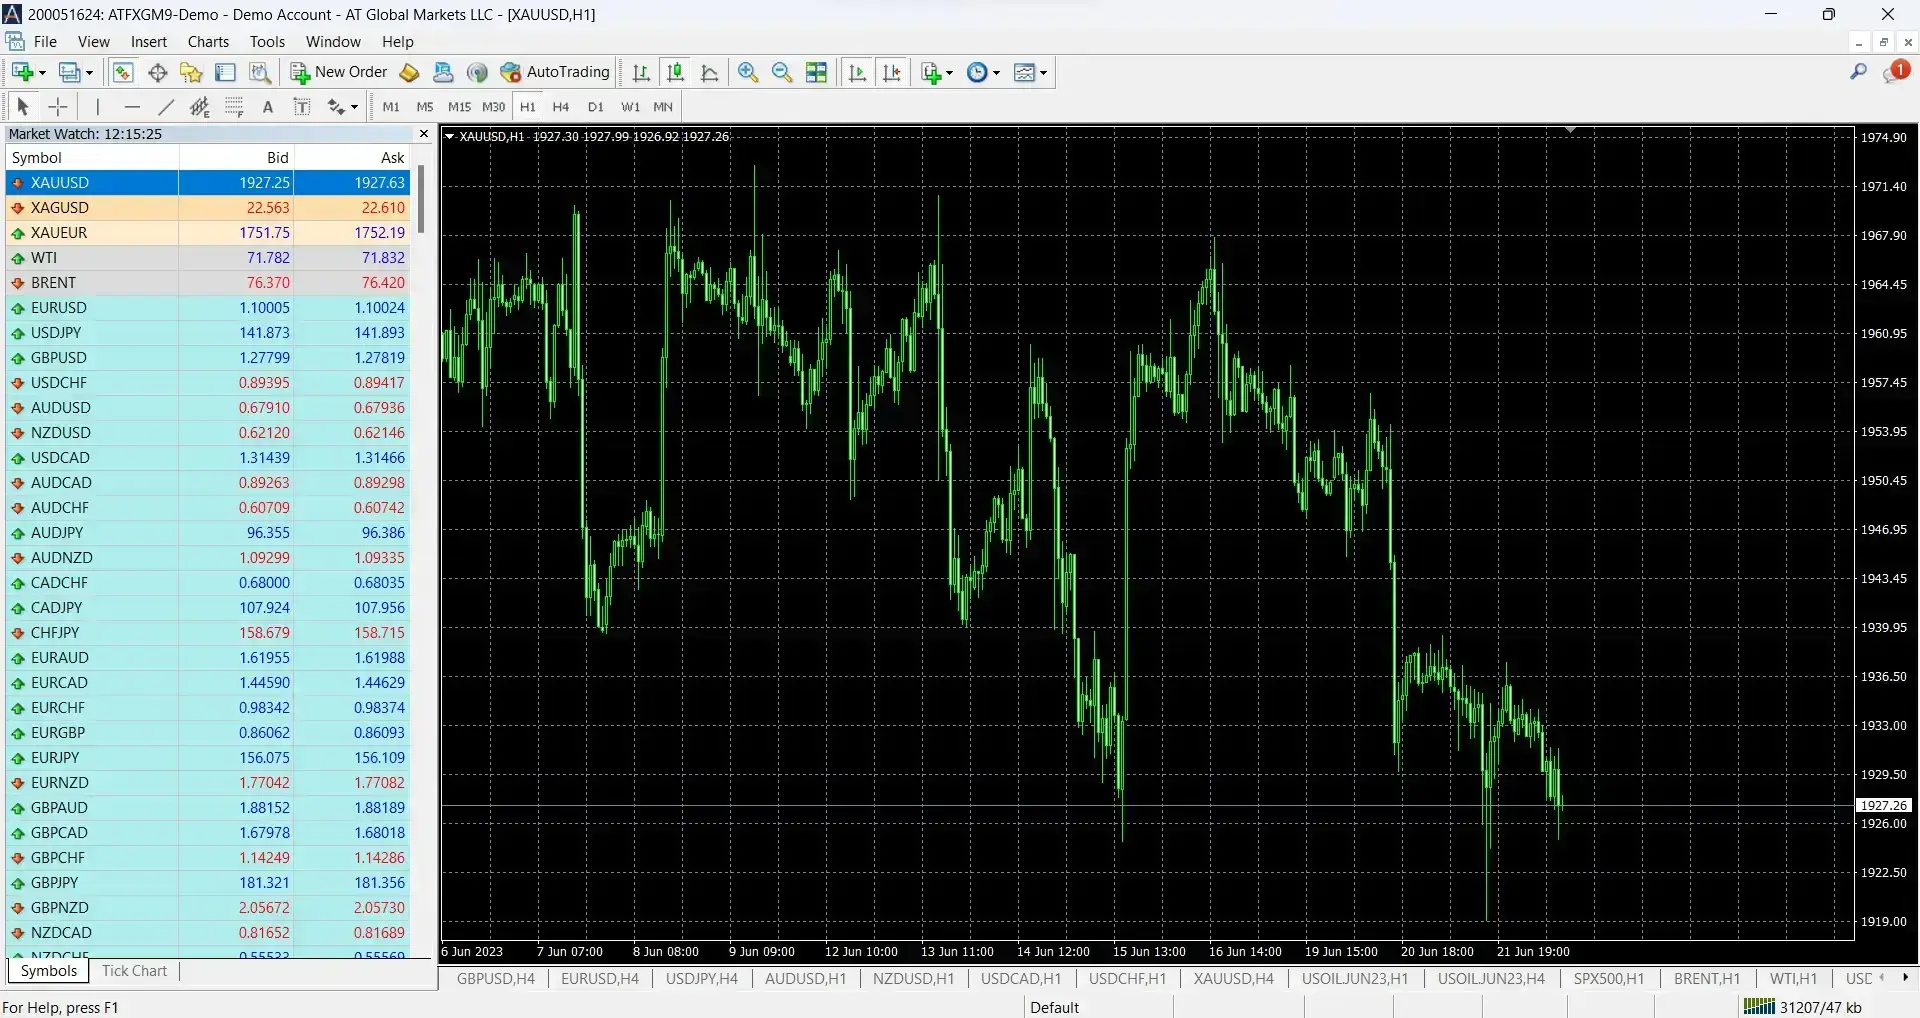 200051624: ATFXGM9-Demo - Demo Account - AT Global Markets LLC - [XAUUSD,H1]
File View Insert Charts Tools Window Help
New Order AutoTrading 1
A T M1 M5 M15 M30 H1 H4 D1 W1 MN
Market Watch: 12:15:25
Symbol Bid Ask
XAUUSD 1927.25 1927.63
XAGUSD 22.563 22.610
XAUEUR 1751.75 1752.19
WTI 71.782 71.832
BRENT 76.370 76.420
EURUSD 1.10005 1.10024
USDJPY 141.873 141.893
GBPUSD 1.27799 1.27819
USDCHF 0.89395 0.89417
AUDUSD 0.67910 0.67936
NZDUSD 0.62120 0.62146
USDCAD 1.31439 1.31466
AUDCAD 0.89263 0.89298
AUDCHF 0.60709 0.60742
AUDJPY 96.355 96.386
AUDNZD 1.09299 1.09335
CADCHF 0.68000 0.68035
CADJPY 107.924 107.956
CHFJPY 158.679 158.715
EURAUD 1.61955 1.61988
EURCAD 1.44590 1.44629
EURCHF 0.98342 0.98374
EURGBP 0.86062 0.86093
EURJPY 156.075 156.109
EURNZD 1.77042 1.77082
GBPAUD 1.88152 1.88189
GBPCAD 1.67978 1.68018
GBPCHF 1.14249 1.14286
GBPJPY 181.321 181.356
GBPNZD 2.05672 2.05730
NZDCAD 0.81652 0.81689
NZDCHF 0.55533 0.55569
Symbols Tick Chart
XAUUSD,H1 1927.30 1927.99 1926.92 1927.26
1974.90
1971.40
1967.90
1964.45
1960.95
1957.45
1953.95
1950.45
1946.95
1943.45
1939.95
1936.50
1933.00
1929.50
1927.26
1926.00
1922.50
1919.00
6 Jun 2023 7 Jun 07:00 8 Jun 08:00 9 Jun 09:00 12 Jun 10:00 13 Jun 11:00 14 Jun 12:00 15 Jun 13:00 16 Jun 14:00 19 Jun 15:00 20 Jun 18:00 21 Jun 19:00
GBPUSD,H4 EURUSD,H4 USDJPY,H4 AUDUSD,H1 NZDUSD,H1 USDCAD,H1 USDCHF,H1 XAUUSD,H4 USOILJUN23,H1 USOILJUN23,H4 SPX500,H1 BRENT,H1 WTI,H1 USD
For Help, press F1 Default 31207/47 kb